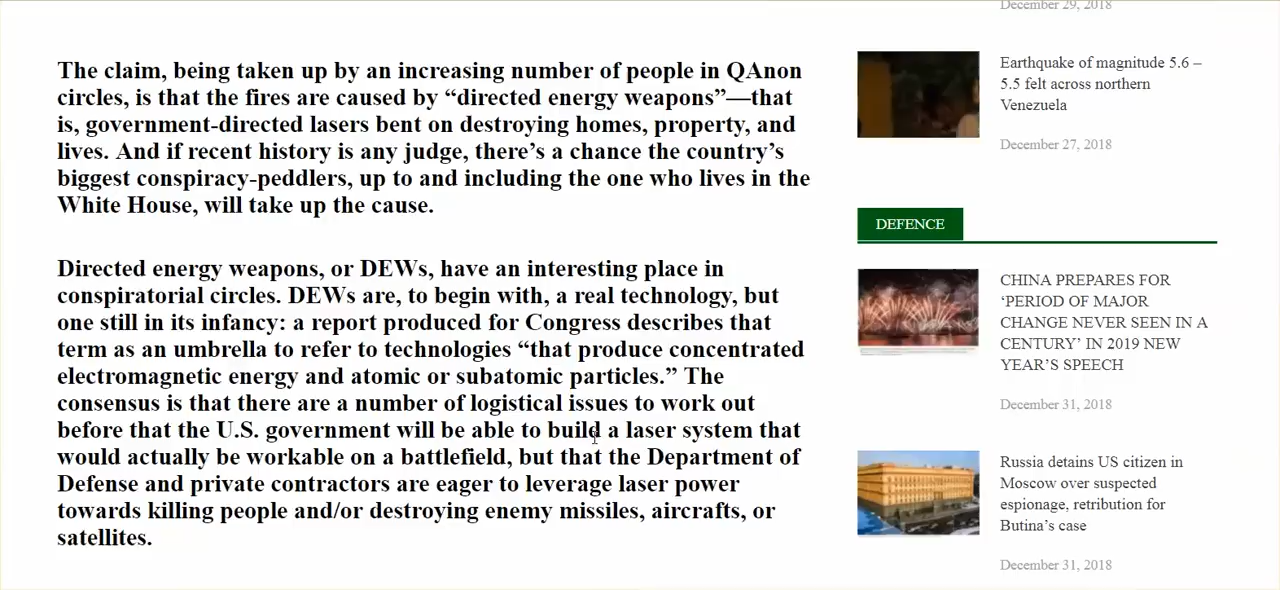 The claim, being taken up by an increasing number of people in QAnon
circles, is that the fires are caused by “directed energy weapons”—that
is, government-directed lasers bent on destroying homes, property, and
lives. And if recent history is any judge, there’s a chance the country’s
biggest conspiracy-peddlers, up to and including the one who lives in the
White House, will take up the cause.
Directed energy weapons, or DEWs, have an interesting place in
conspiratorial circles. DEWs are, to begin with, a real technology, but
one still in its infancy: a report produced for Congress describes that
term as an umbrella to refer to technologies “that produce concentrated
electromagnetic energy and atomic or subatomic particles.” The
consensus is that there are a number of logistical issues to work out
before that the U.S. government will be able to build a laser system that
would actually be workable on a battlefield, but that the Department of
Defense and private contractors are eager to leverage laser power
towards killing people and/or destroying enemy missiles, aircrafts, or
satellites.
December 29, 2018
Earthquake of magnitude 5.6 –
5.5 felt across northern
Venezuela
December 27, 2018
DEFENCE
CHINA PREPARES FOR
‘PERIOD OF MAJOR
CHANGE NEVER SEEN IN A
CENTURY’ IN 2019 NEW
YEAR’S SPEECH
December 31, 2018
Russia detains US citizen in
Moscow over suspected
espionage, retribution for
Butina’s case
December 31, 2018